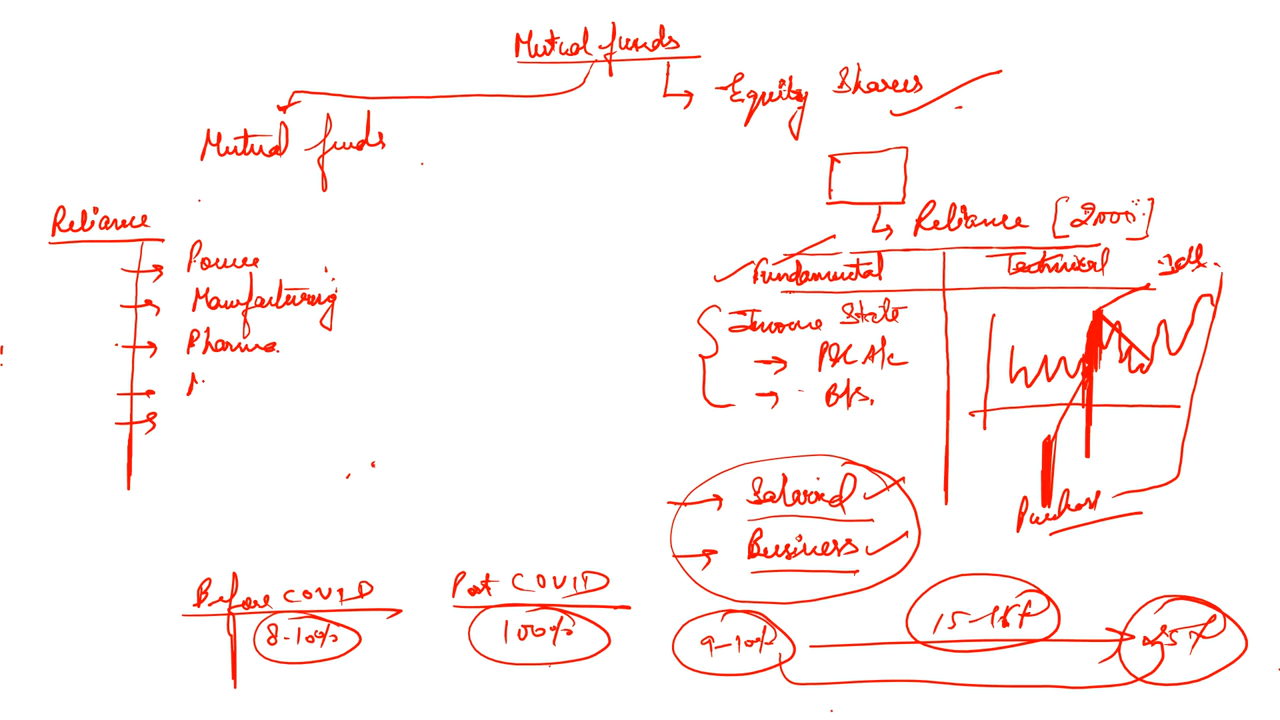 Mutual funds
Equity Shares
Mutual funds
Reliance
Power
Manufacturing
Pharma
Reliance [2000]
Fundamental
Technical
Income State
P&L A/c
B/s.
Purchase
Salaried
Business
Before COVID
Post COVID
8-10%
100%
9-10%
15-18%
25%